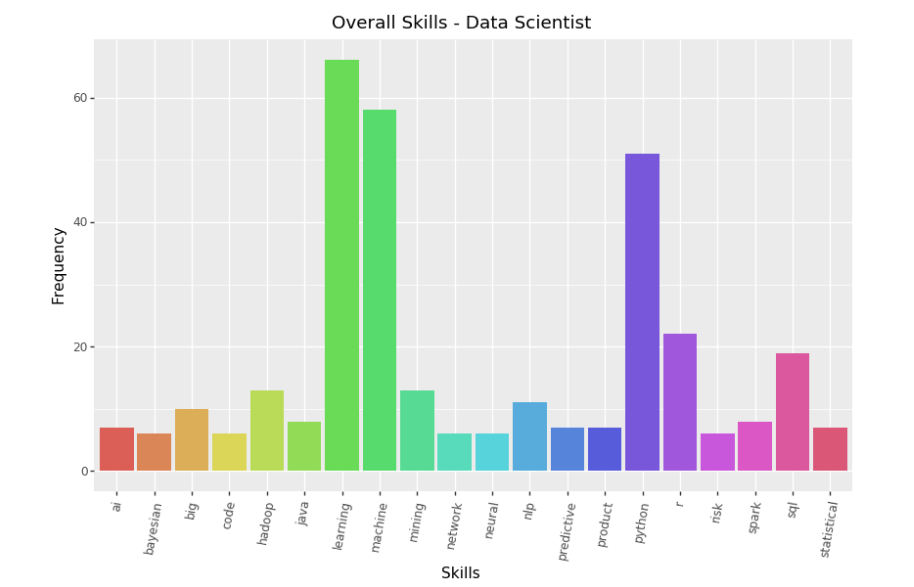 Overall Skills - Data Scientist
Frequency
60
40
20
0
ai
bayesian
big
code
hadoop
java
learning
machine
mining
network
neural
nlp
predictive
product
python
r
risk
spark
sql
statistical
Skills